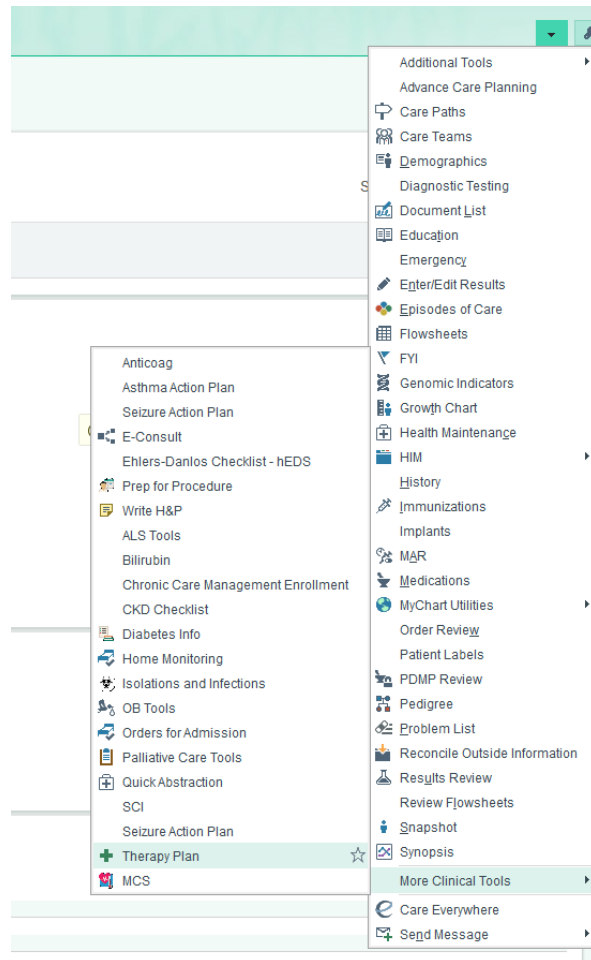 Additional Tools
Advance Care Planning
Care Paths
Care Teams
Demographics
Diagnostic Testing
Document List
Education
Emergency
Enter/Edit Results
Episodes of Care
Flowsheets
FYI
Genomic Indicators
Growth Chart
Health Maintenance
HIM
History
Immunizations
Implants
MAR
Medications
MyChart Utilities
Order Review
Patient Labels
PDMP Review
Pedigree
Problem List
Reconcile Outside Information
Results Review
Review Flowsheets
Snapshot
Synopsis
More Clinical Tools
Care Everywhere
Send Message
Anticoag
Asthma Action Plan
Seizure Action Plan
E-Consult
Ehlers-Danlos Checklist - hEDS
Prep for Procedure
Write H&P
ALS Tools
Bilirubin
Chronic Care Management Enrollment
CKD Checklist
Diabetes Info
Home Monitoring
Isolations and Infections
OB Tools
Orders for Admission
Palliative Care Tools
Quick Abstraction
SCI
Seizure Action Plan
Therapy Plan
MCS